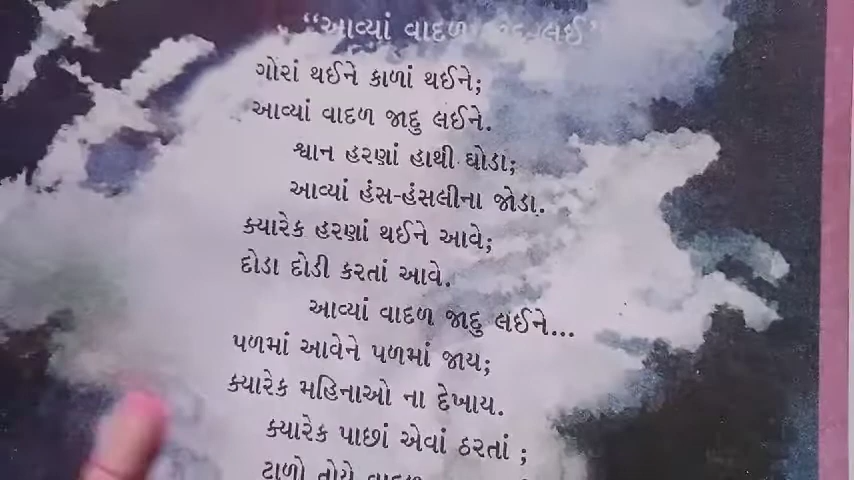 “આવ્યાં વાદળ જાદુ લઈ”
ગોરાં થઈને કાળાં થઈને;
આવ્યાં વાદળ જાદુ લઈને.
શ્વાન હરણાં હાથી ઘોડા;
આવ્યાં હંસ-હંસલીના જોડા.
ક્યારેક હરણાં થઈને આવે;
દોડા દોડી કરતાં આવે.
આવ્યાં વાદળ જાદુ લઈને...
પળમાં આવેને પળમાં જાય;
ક્યારેક મહિનાઓ ના દેખાય.
ક્યારેક પાછાં એવાં ઠરતાં ;
ટાળો તોયે